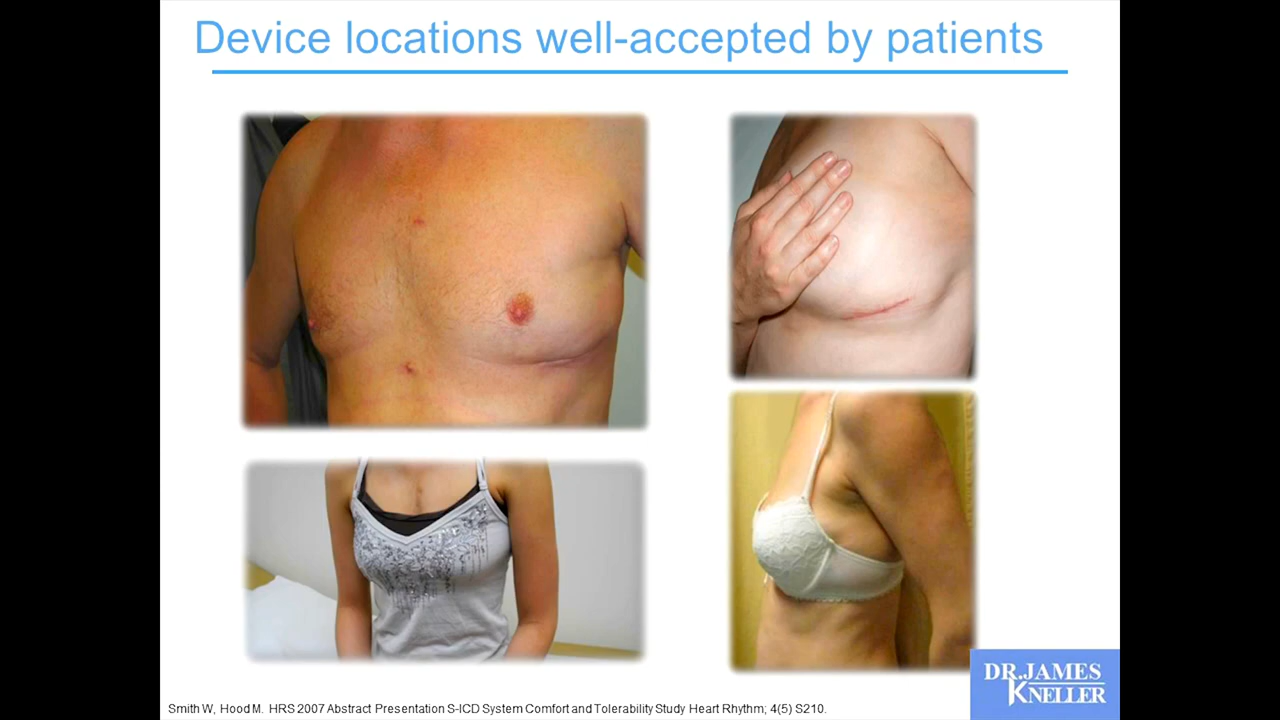 Device locations well-accepted by patients
DR.JAMES
KNELLER
Smith W, Hood M. HRS 2007 Abstract Presentation S-ICD System Comfort and Tolerability Study Heart Rhythm; 4(5) S210.